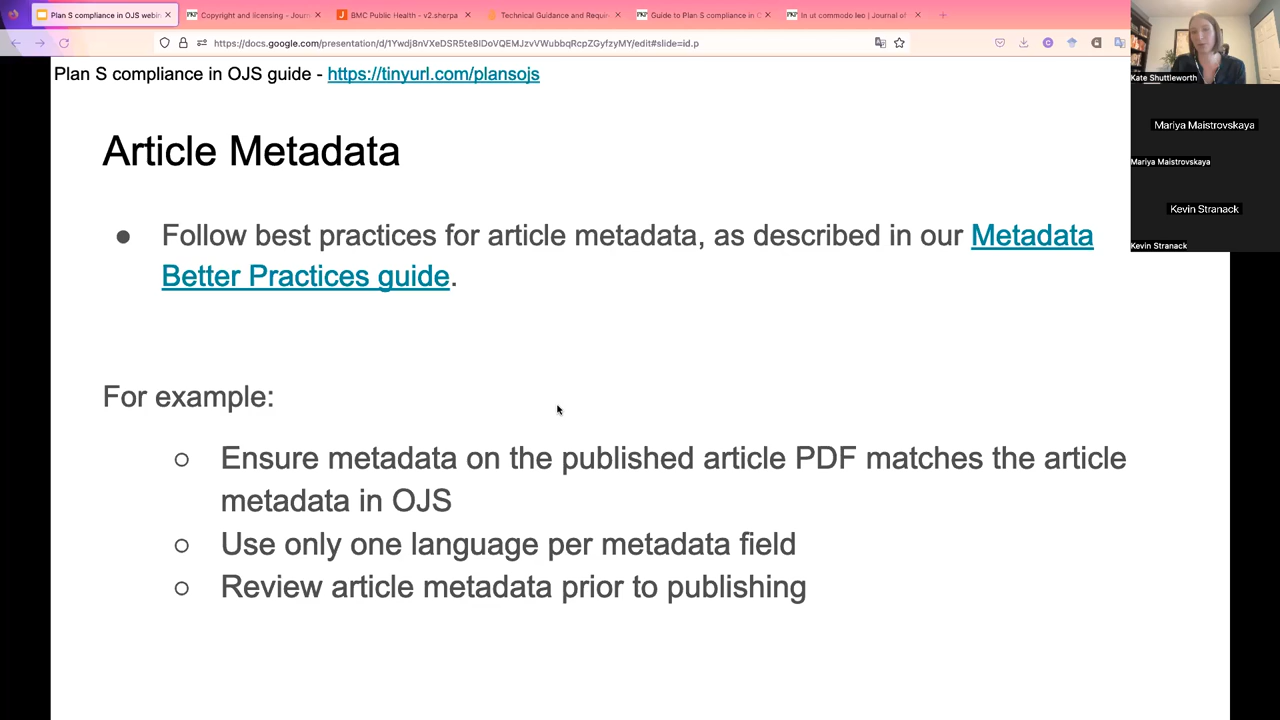 Plan S compliance in OJS webin
Copyright and licensing - Journ
BMC Public Health - v2.sherpa
Technical Guidance and Requir
Guide to Plan S compliance in O
In ut commodo leo | Journal of
https://docs.google.com/presentation/d/1Ywdj8nVXeDSR5te8IDoVQEMJzvVWubbqRcpZGyfzyMY/edit#slide=id.p
Plan S compliance in OJS guide - https://tinyurl.com/plansojs
Kate Shuttleworth
Mariya Maistrovskaya
Mariya Maistrovskaya
Kevin Stranack
Kevin Stranack
Article Metadata
● Follow best practices for article metadata, as described in our Metadata
Better Practices guide.
For example:
○ Ensure metadata on the published article PDF matches the article
metadata in OJS
○ Use only one language per metadata field
○ Review article metadata prior to publishing